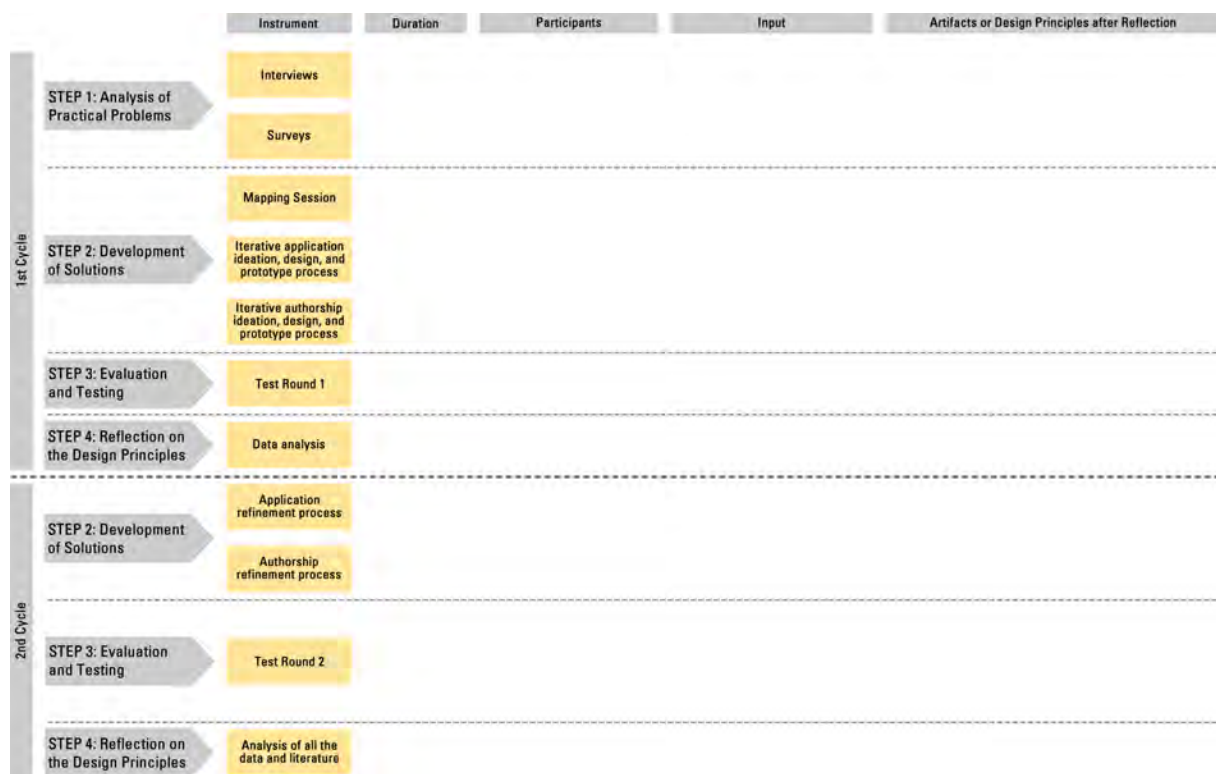 Instrument
Duration
Participants
Input
Artifacts or Design Principles after Reflection
1st Cycle
STEP 1: Analysis of
Practical Problems
Interviews
Surveys
STEP 2: Development
of Solutions
Mapping Session
Iterative application
ideation, design, and
prototype process
Iterative authorship
ideation, design, and
prototype process
STEP 3: Evaluation
and Testing
Test Round 1
STEP 4: Reflection on
the Design Principles
Data analysis
2nd Cycle
STEP 2: Development
of Solutions
Application
refinement process
Authorship
refinement process
STEP 3: Evaluation
and Testing
Test Round 2
STEP 4: Reflection on
the Design Principles
Analysis of all the
data and literature